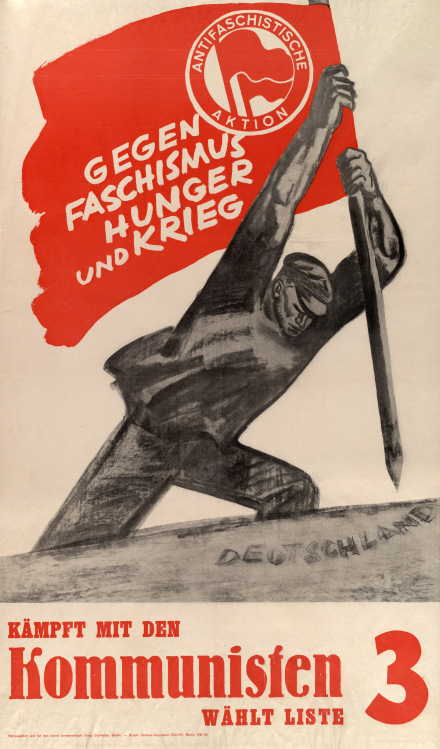 ANTIFASCHISTISCHE
AKTION
GEGEN
FASCHISMUS
HUNGER
UND KRIEG
DEUTSCHLAND
KÄMPFT MIT DEN
Kommunisten 3
WÄHLT LISTE